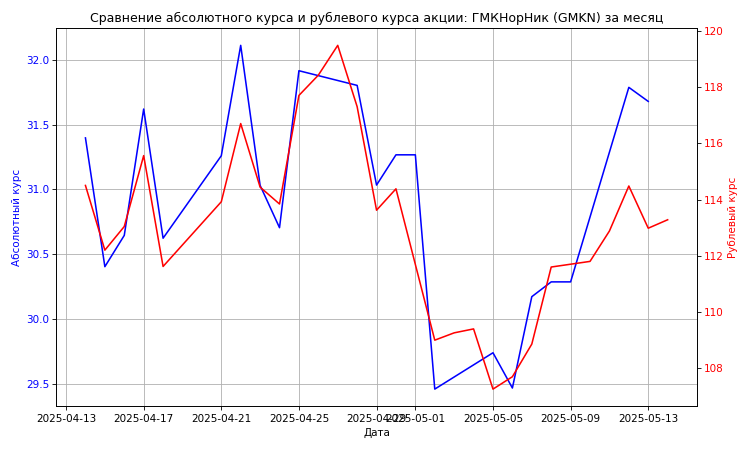 Сравнение абсолютного курса и рублевого курса акции: ГМКНорНик (GMKN) за месяц
Абсолютный курс
32.0
31.5
31.0
30.5
30.0
29.5
120
118
116
114
112
110
108
Рублевый курс
2025-04-13 2025-04-17 2025-04-21 2025-04-25 2025-04-29 2025-05-01 2025-05-05 2025-05-09 2025-05-13
Дата